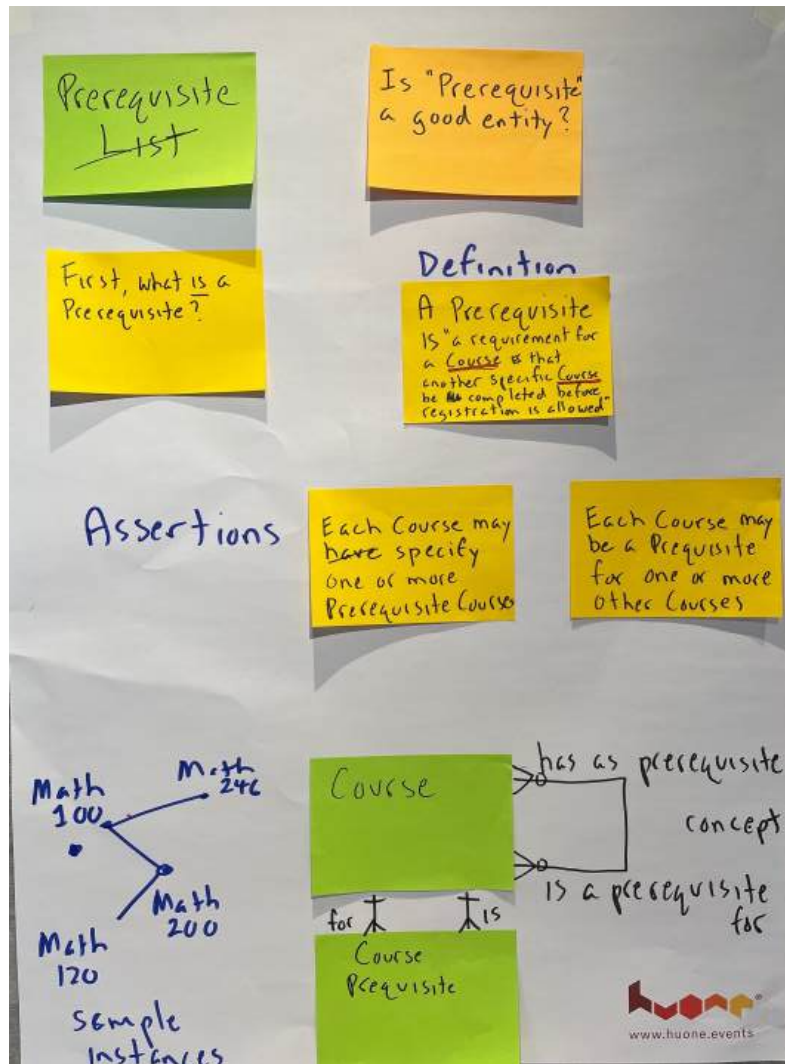 Prerequisite
List
Is "Prerequisite"
a good entity?
First, what is a
Prerequisite?
Definition
A Prerequisite
is "a requirement for
a Course that
another specific Course
be completed before
registration is allowed"
Assertions
Each Course may
have specify
one or more
Prerequisite Courses
Each Course may
be a Prequisite
for one or more
other Courses
Math
100
Math
246
Math
200
Math
120
sample
instances
Course
has as prerequisite
concept
is a prerequisite
for
for
is
Course
Prequisite
huone
www.huone.events